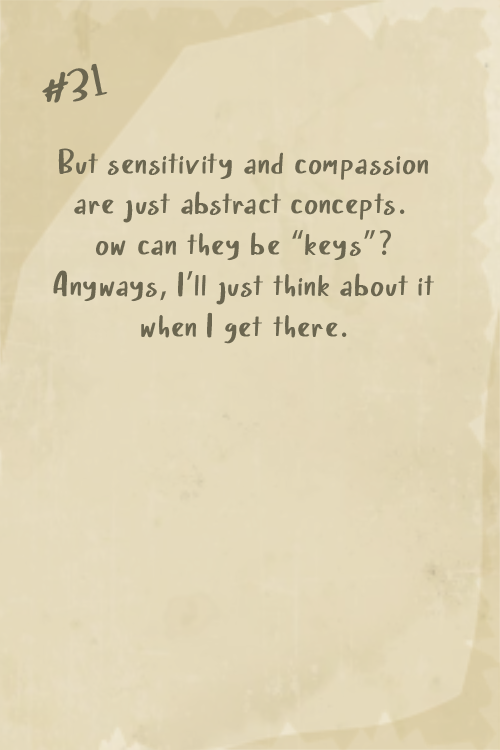 #31
But sensitivity and compassion
are just abstract concepts.
ow can they be “keys”?
Anyways, I’ll just think about it
when I get there.